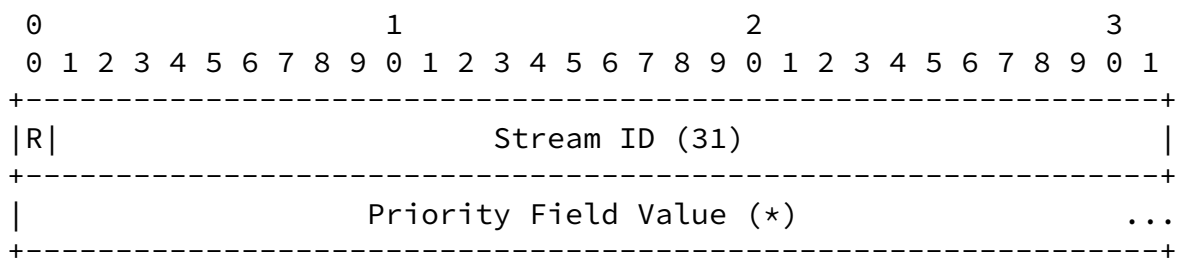 0                   1                   2                   3
 0 1 2 3 4 5 6 7 8 9 0 1 2 3 4 5 6 7 8 9 0 1 2 3 4 5 6 7 8 9 0 1
+---------------------------------------------------------------+
|R|                        Stream ID (31)                       |
+---------------------------------------------------------------+
|                   Priority Field Value (*)                  ...
+---------------------------------------------------------------+